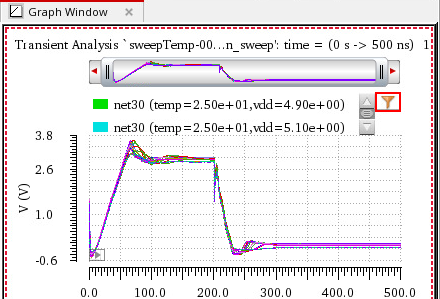 Graph Window
Transient Analysis `sweepTemp-00...n_sweep': time = (0 s -> 500 ns) 1
net30 (temp=2.50e+01,vdd=4.90e+00)
net30 (temp=2.50e+01,vdd=5.10e+00)
3.8
2.6
1.0
-0.6
V (V)
0.0 100.0 200.0 300.0 400.0 500.0